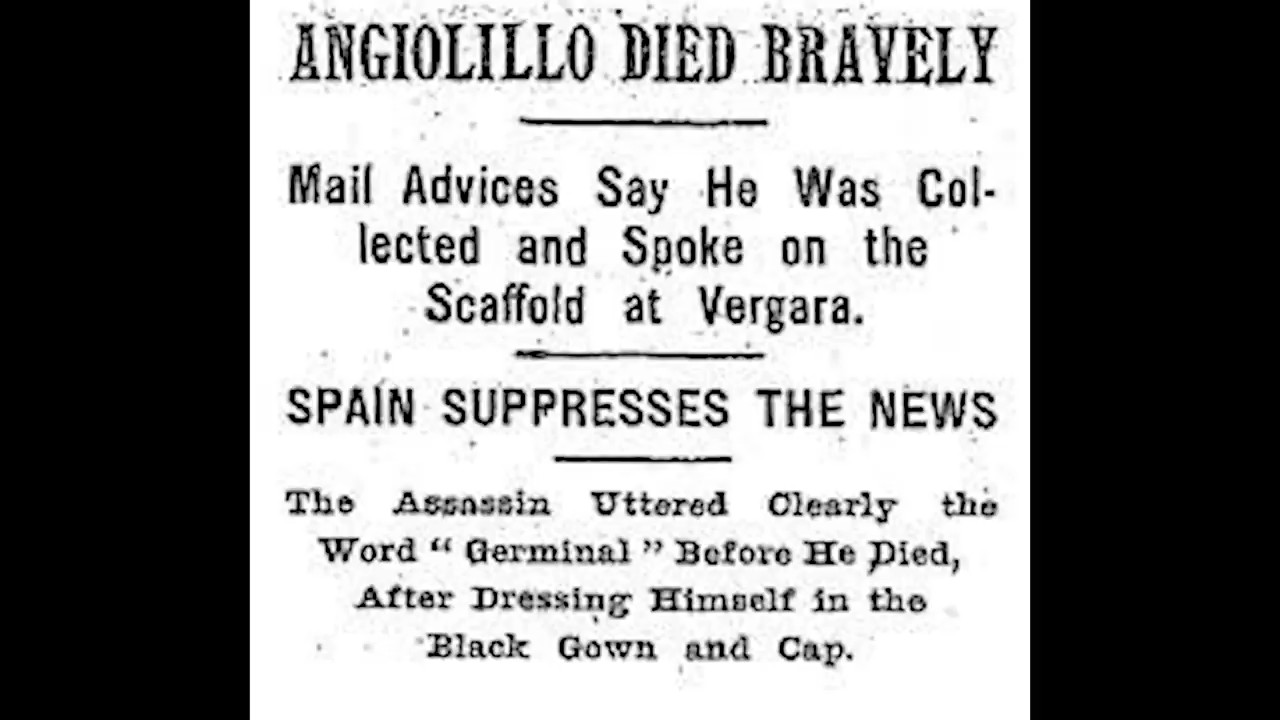 ANGIOLILLO DIED BRAVELY
Mail Advices Say He Was Col-
lected and Spoke on the
Scaffold at Vergara.
SPAIN SUPPRESSES THE NEWS
The Assassin Uttered Clearly the
Word "Germinal" Before He Died,
After Dressing Himself in the
Black Gown and Cap.